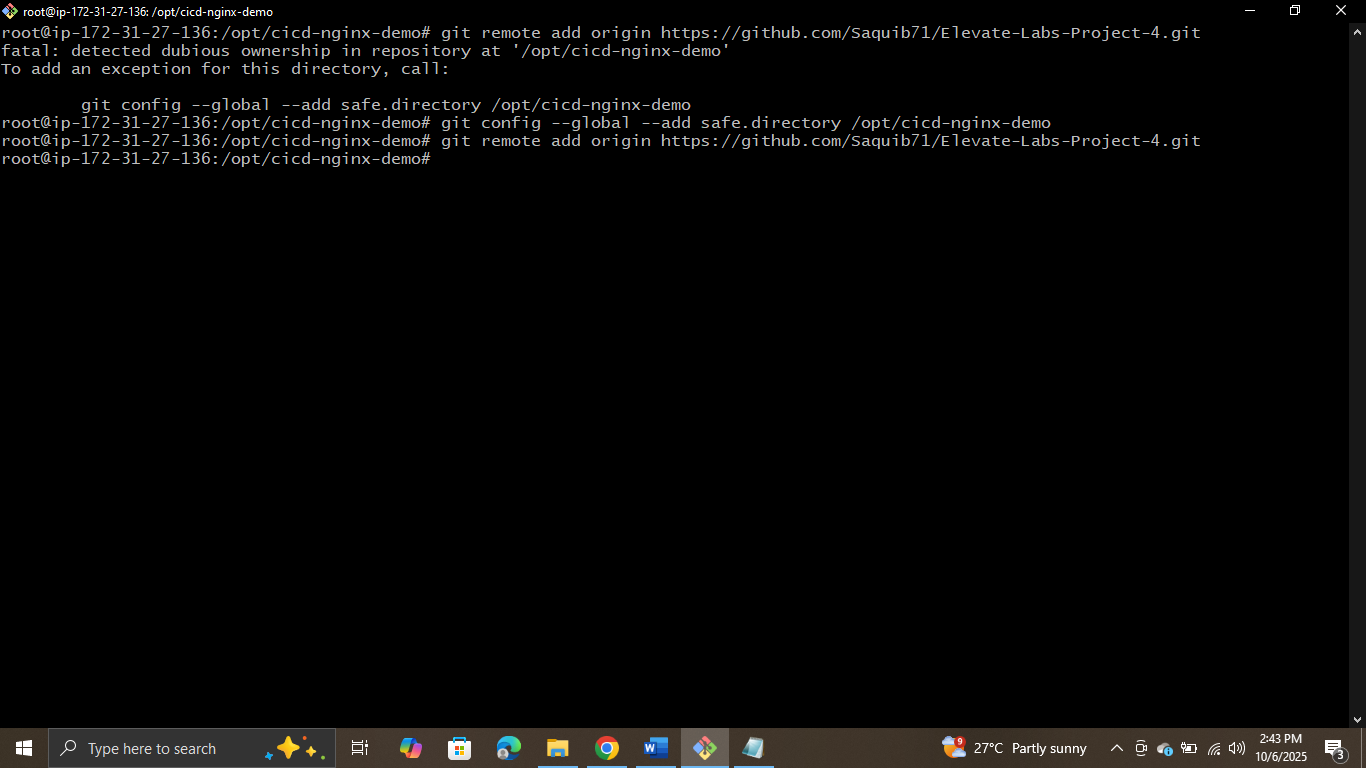 root@ip-172-31-27-136: /opt/cicd-nginx-demo
root@ip-172-31-27-136:/opt/cicd-nginx-demo# git remote add origin https://github.com/Saquib71/Elevate-Labs-Project-4.git
fatal: detected dubious ownership in repository at '/opt/cicd-nginx-demo'
To add an exception for this directory, call:
git config --global --add safe.directory /opt/cicd-nginx-demo
root@ip-172-31-27-136:/opt/cicd-nginx-demo# git config --global --add safe.directory /opt/cicd-nginx-demo
root@ip-172-31-27-136:/opt/cicd-nginx-demo# git remote add origin https://github.com/Saquib71/Elevate-Labs-Project-4.git
root@ip-172-31-27-136:/opt/cicd-nginx-demo#
Type here to search
9
27°C Partly sunny
2:43 PM
10/6/2025
3